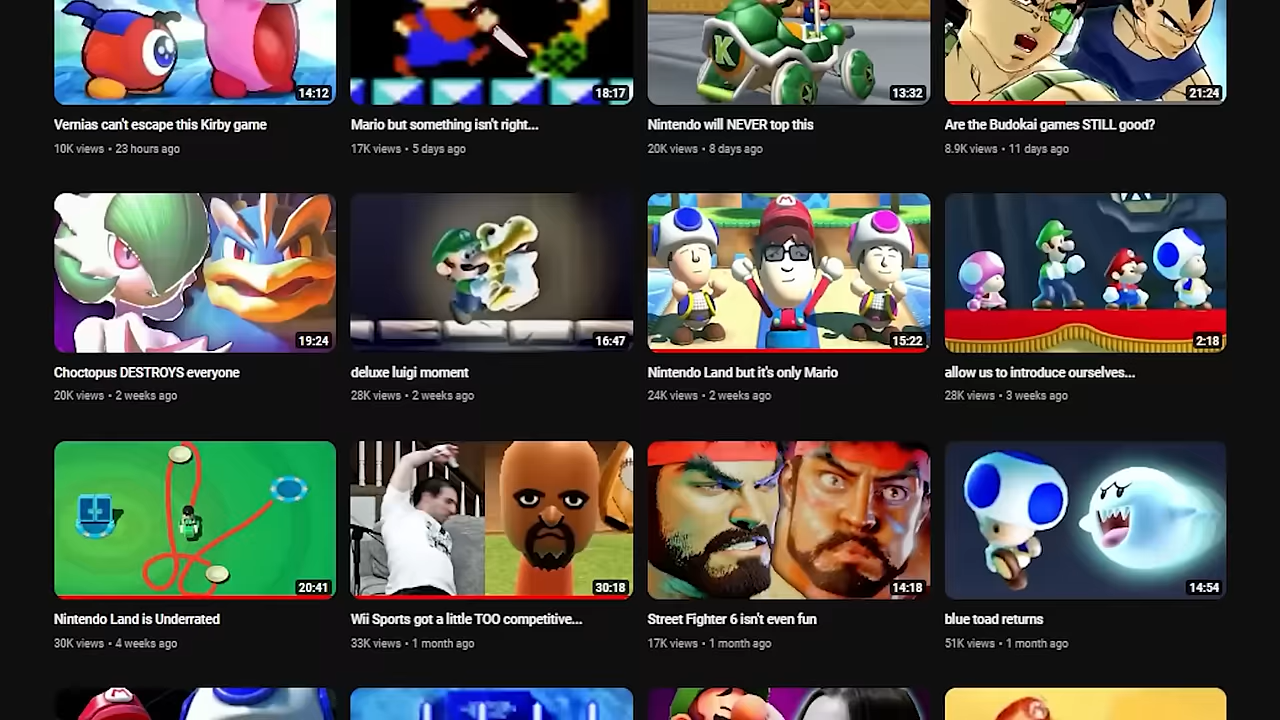 K
14:12
18:17
13:32
21:24
Vernias can't escape this Kirby game
Mario but something isn't right...
Nintendo will NEVER top this
Are the Budokai games STILL good?
10K views • 23 hours ago
17K views • 5 days ago
20K views • 8 days ago
8.9K views • 11 days ago
19:24
16:47
15:22
2:18
Choctopus DESTROYS everyone
deluxe luigi moment
Nintendo Land but it's only Mario
allow us to introduce ourselves...
20K views • 2 weeks ago
28K views • 2 weeks ago
24K views • 2 weeks ago
28K views • 3 weeks ago
20:41
30:18
14:18
14:54
Nintendo Land is Underrated
Wii Sports got a little TOO competitive...
Street Fighter 6 isn't even fun
blue toad returns
30K views • 4 weeks ago
33K views • 1 month ago
17K views • 1 month ago
51K views • 1 month ago